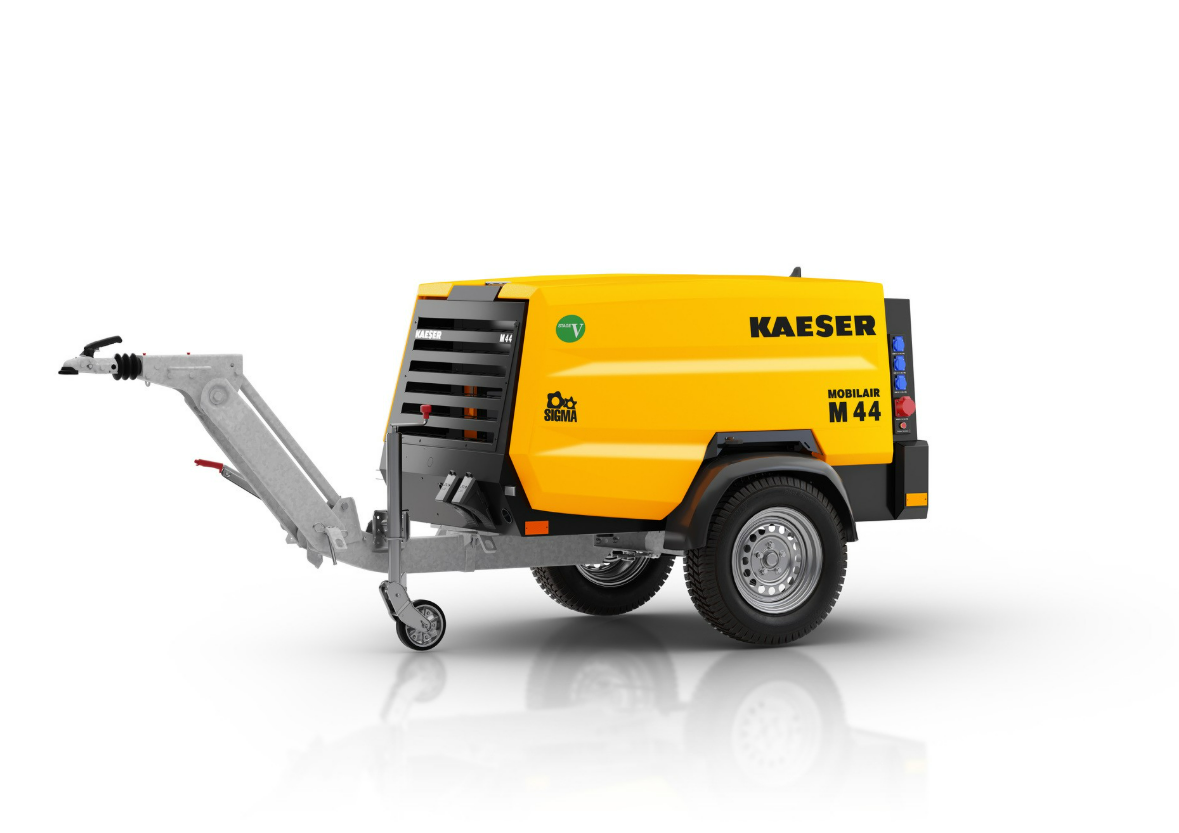 KAESER
M 44
STAGE V
KAESER
MOBILAIR
M 44
SIGMA